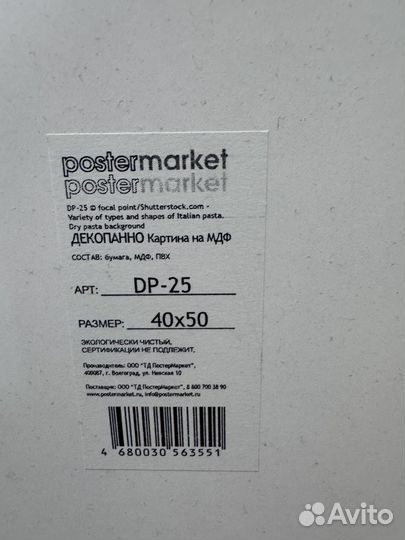 postermarket
postermarket
DP-25 © focal point/Shutterstock.com -
Variety of types and shapes of Italian pasta.
Dry pasta background
ДЕКОПАННО Картина на МДФ
СОСТАВ: бумага, МДФ, ПВХ
АРТ: DP-25
РАЗМЕР: 40x50
ЭКОЛОГИЧЕСКИ ЧИСТЫЙ,
СЕРТИФИКАЦИИ НЕ ПОДЛЕЖИТ.
Производитель: ООО "ТД ПостерМаркет",
400087, г. Волгоград, ул. Невская 10
Поставщик: ООО "ТД ПостерМаркет", 8 800 700 38 90
www.postermarket.ru, info@postermarket.ru
4 680030 563551
Avito